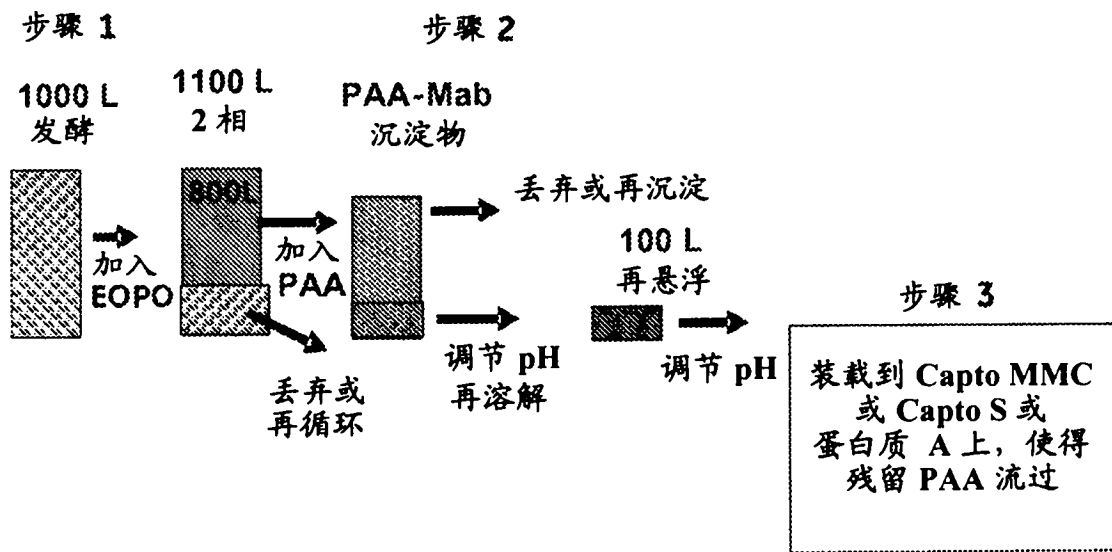 步骤 1
步骤 2
1000 L
发酵
1100 L
2 相
PAA-Mab
沉淀物
800L
加入
EOPO
加入
PAA
丢弃或
再循环
丢弃或再沉淀
调节 pH
再溶解
100 L
再悬浮
调节 pH
步骤 3
装载到 Capto MMC
或 Capto S 或
蛋白质 A 上，使得
残留 PAA 流过